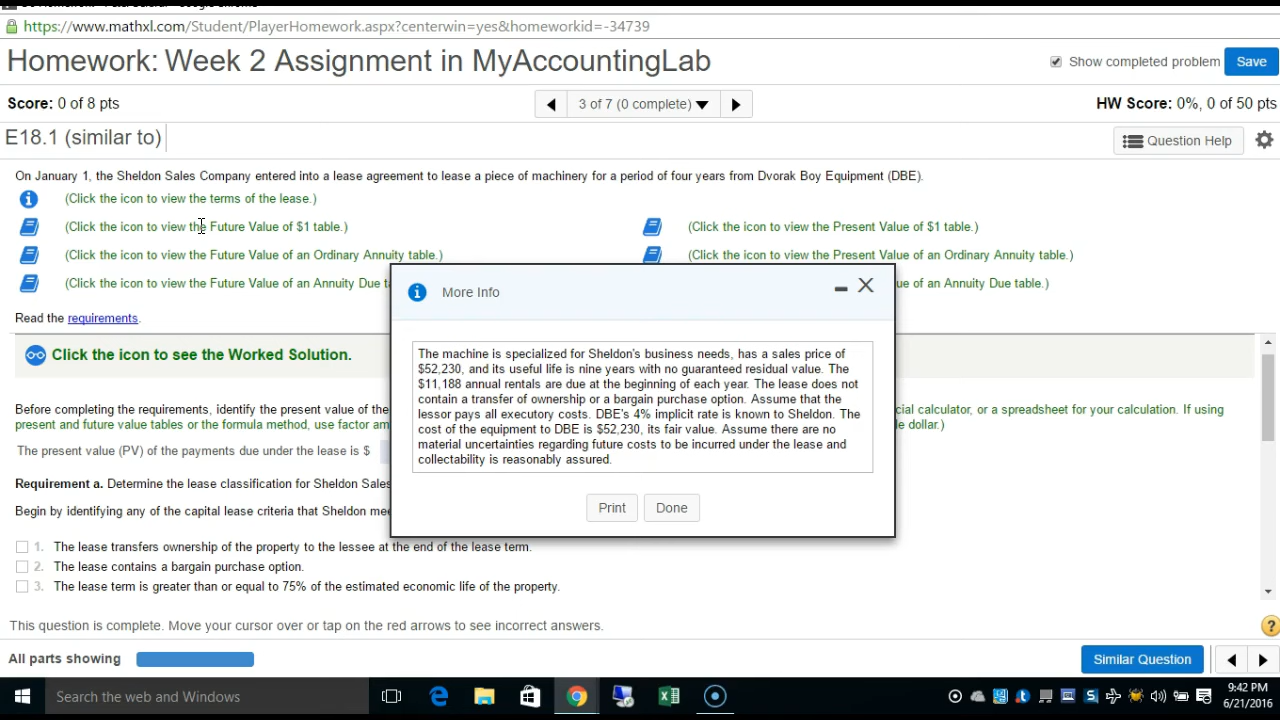 https://www.mathxl.com/Student/PlayerHomework.aspx?centerwin=yes&homeworkid=-34739
Homework: Week 2 Assignment in MyAccountingLab
Show completed problem
Save
Score: 0 of 8 pts
3 of 7 (0 complete)
HW Score: 0%, 0 of 50 pts
E18.1 (similar to)
Question Help
On January 1, the Sheldon Sales Company entered into a lease agreement to lease a piece of machinery for a period of four years from Dvorak Boy Equipment (DBE).
(Click the icon to view the terms of the lease.)
(Click the icon to view the Future Value of $1 table.)
(Click the icon to view the Present Value of $1 table.)
(Click the icon to view the Future Value of an Ordinary Annuity table.)
(Click the icon to view the Present Value of an Ordinary Annuity table.)
(Click the icon to view the Future Value of an Annuity Due ta
ue of an Annuity Due table.)
Read the requirements.
More Info
The machine is specialized for Sheldon's business needs, has a sales price of
$52,230, and its useful life is nine years with no guaranteed residual value. The
$11,188 annual rentals are due at the beginning of each year. The lease does not
contain a transfer of ownership or a bargain purchase option. Assume that the
lessor pays all executory costs. DBE's 4% implicit rate is known to Sheldon. The
cost of the equipment to DBE is $52,230, its fair value. Assume there are no
material uncertainties regarding future costs to be incurred under the lease and
collectability is reasonably assured.
Print
Done
Click the icon to see the Worked Solution.
Before completing the requirements, identify the present value of the
cial calculator, or a spreadsheet for your calculation. If using
present and future value tables or the formula method, use factor am
e dollar.)
The present value (PV) of the payments due under the lease is $
Requirement a. Determine the lease classification for Sheldon Sales
Begin by identifying any of the capital lease criteria that Sheldon mee
1. The lease transfers ownership of the property to the lessee at the end of the lease term.
2. The lease contains a bargain purchase option.
3. The lease term is greater than or equal to 75% of the estimated economic life of the property.
This question is complete. Move your cursor over or tap on the red arrows to see incorrect answers.
All parts showing
Similar Question
Search the web and Windows
9:42 PM
6/21/2016